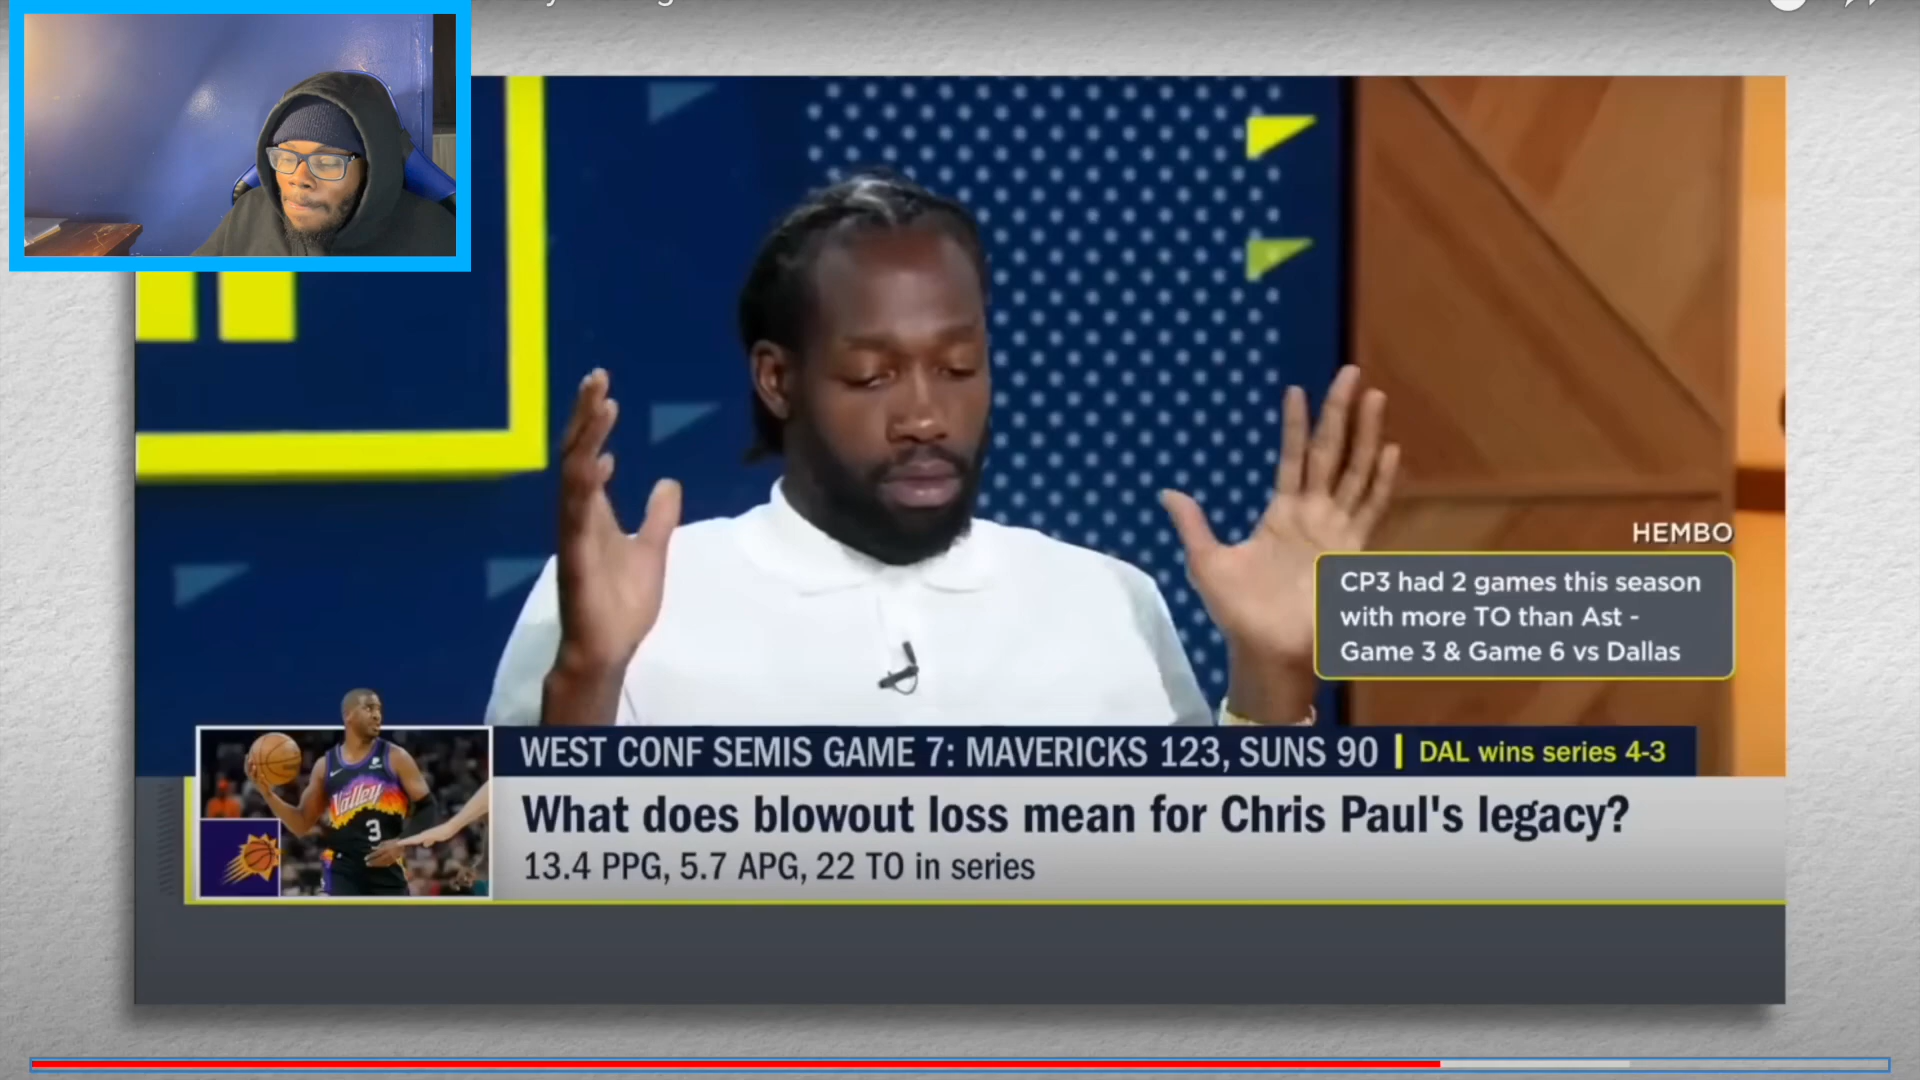 HEMBO
CP3 had 2 games this season
with more TO than Ast -
Game 3 & Game 6 vs Dallas
WEST CONF SEMIS GAME 7: MAVERICKS 123, SUNS 90 | DAL wins series 4-3
What does blowout loss mean for Chris Paul's legacy?
13.4 PPG, 5.7 APG, 22 TO in series
Valley
3